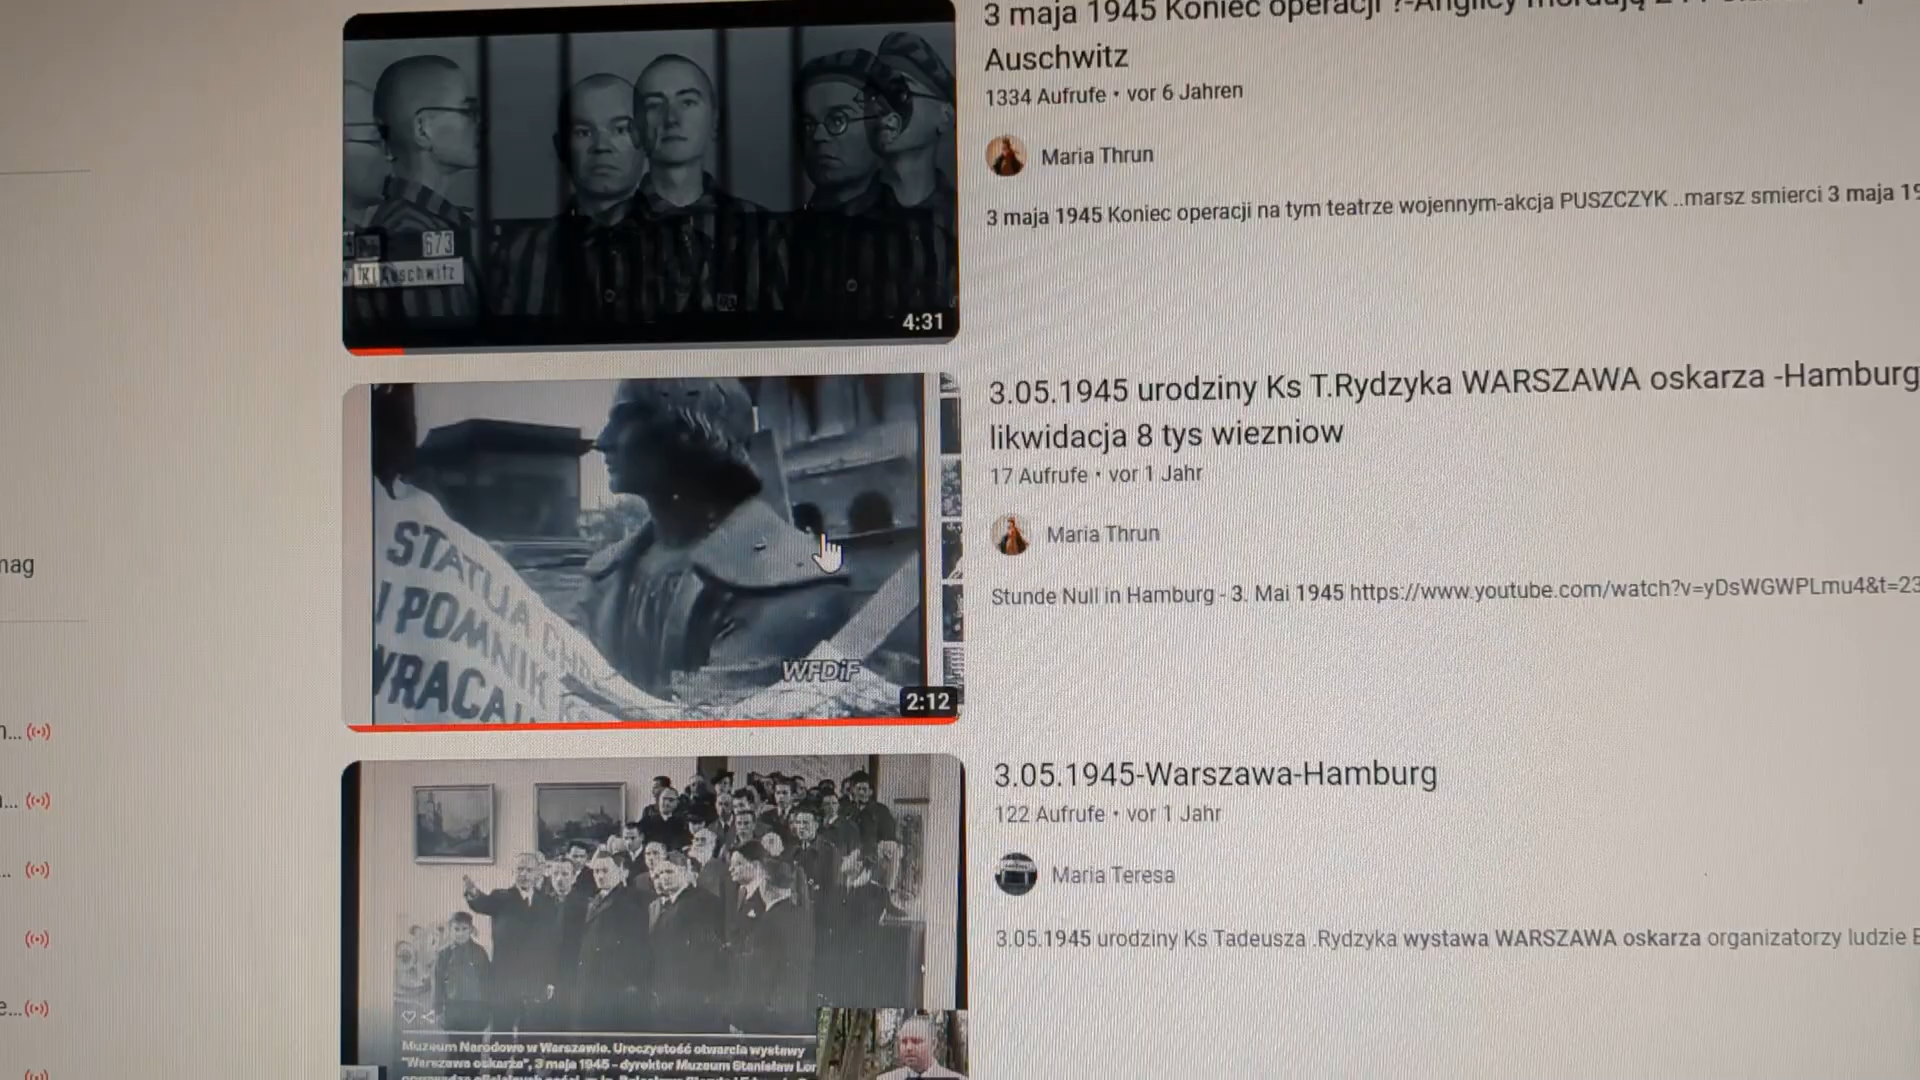 3 maja 1945 Koniec operacji ?-Anglicy mordują
Auschwitz
1334 Aufrufe • vor 6 Jahren
Maria Thrun
3 maja 1945 Koniec operacji na tym teatrze wojennym-akcja PUSZCZYK ..marsz smierci 3 maja 19
673
Auschwitz
4:31
3.05.1945 urodziny Ks T.Rydzyka WARSZAWA oskarza -Hamburg
likwidacja 8 tys wiezniow
17 Aufrufe • vor 1 Jahr
Maria Thrun
Stunde Null in Hamburg - 3. Mai 1945 https://www.youtube.com/watch?v=yDsWGWPLmu4&t=23
STATUA CH
I POMNIK
WRACA
WFDiF
2:12
nag
3.05.1945-Warszawa-Hamburg
122 Aufrufe • vor 1 Jahr
Maria Teresa
3.05.1945 urodziny Ks Tadeusza .Rydzyka wystawa WARSZAWA oskarza organizatorzy ludzie B
Muzeum Narodowe w Warszawie. Uroczystość otwarcia wystawy
"Warszawa oskarża", 3 maja 1945 - dyrektor Muzeum Stanisław Lor